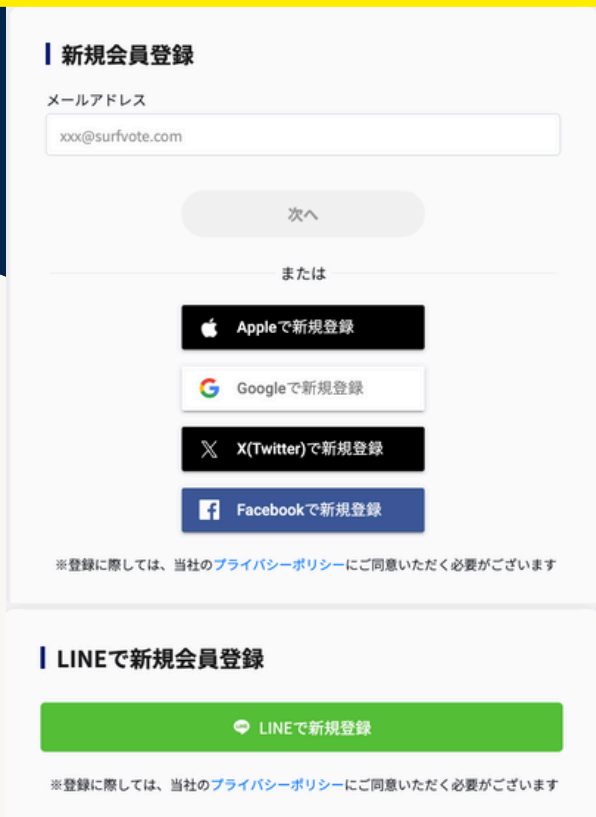 新規会員登録
メールアドレス
xxx@surfvote.com
次へ
または
Appleで新規登録
Googleで新規登録
X(Twitter)で新規登録
Facebookで新規登録
※登録に際しては、当社のプライバシーポリシーにご同意いただく必要がございます
LINEで新規会員登録
LINEで新規登録
※登録に際しては、当社のプライバシーポリシーにご同意いただく必要がございます